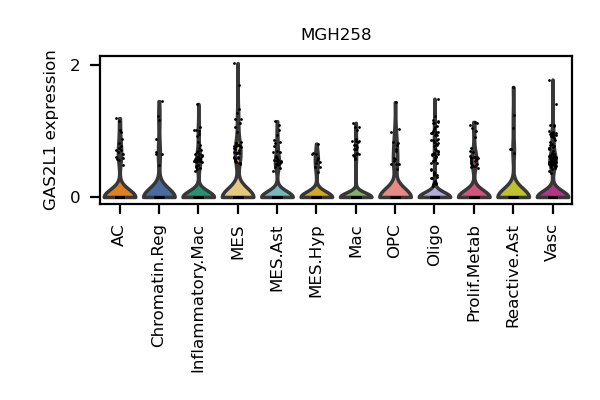 MGH258
GAS2L1 expression
2
0
AC
Chromatin.Reg
Inflammatory.Mac
MES
MES.Ast
MES.Hyp
Mac
OPC
Oligo
Prolif.Metab
Reactive.Ast
Vasc